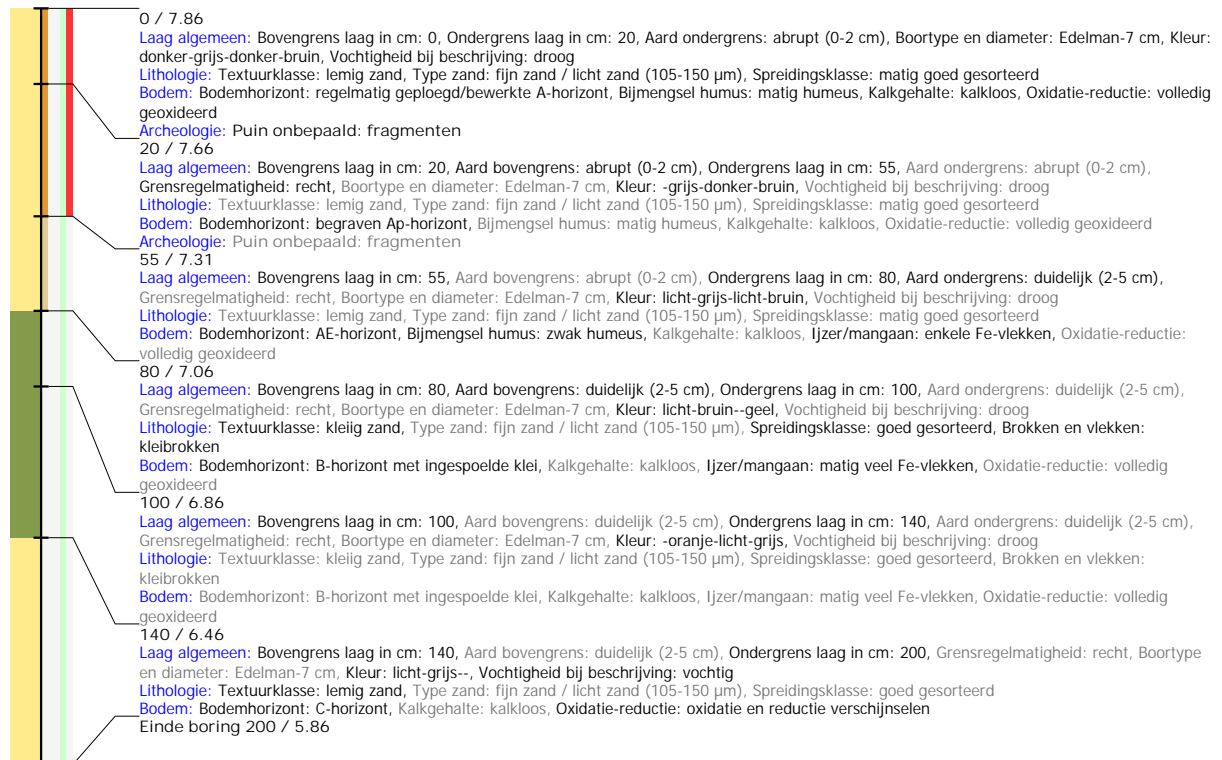 0 / 7.86
Laag algemeen: Bovengrens laag in cm: 0, Ondergrens laag in cm: 20, Aard ondergrens: abrupt (0-2 cm), Boortype en diameter: Edelman-7 cm, Kleur:
donker-grijs-donker-bruin, Vochtigheid bij beschrijving: droog
Lithologie: Textuurklasse: lemig zand, Type zand: fijn zand / licht zand (105-150 µm), Spreidingsklasse: matig goed gesorteerd
Bodem: Bodemhorizont: regelmatig geploegd/bewerkte A-horizont, Bijmengsel humus: matig humeus, Kalkgehalte: kalkloos, Oxidatie-reductie: volledig
geoxideerd
Archeologie: Puin onbepaald: fragmenten
20 / 7.66
Laag algemeen: Bovengrens laag in cm: 20, Aard bovengrens: abrupt (0-2 cm), Ondergrens laag in cm: 55, Aard ondergrens: abrupt (0-2 cm),
Grensregelmatigheid: recht, Boortype en diameter: Edelman-7 cm, Kleur: -grijs-donker-bruin, Vochtigheid bij beschrijving: droog
Lithologie: Textuurklasse: lemig zand, Type zand: fijn zand / licht zand (105-150 µm), Spreidingsklasse: matig goed gesorteerd
Bodem: Bodemhorizont: begraven Ap-horizont, Bijmengsel humus: matig humeus, Kalkgehalte: kalkloos, Oxidatie-reductie: volledig geoxideerd
Archeologie: Puin onbepaald: fragmenten
55 / 7.31
Laag algemeen: Bovengrens laag in cm: 55, Aard bovengrens: abrupt (0-2 cm), Ondergrens laag in cm: 80, Aard ondergrens: duidelijk (2-5 cm),
Grensregelmatigheid: recht, Boortype en diameter: Edelman-7 cm, Kleur: licht-grijs-licht-bruin, Vochtigheid bij beschrijving: droog
Lithologie: Textuurklasse: lemig zand, Type zand: fijn zand / licht zand (105-150 µm), Spreidingsklasse: matig goed gesorteerd
Bodem: Bodemhorizont: AE-horizont, Bijmengsel humus: zwak humeus, Kalkgehalte: kalkloos, Ijzer/mangaan: enkele Fe-vlekken, Oxidatie-reductie:
volledig geoxideerd
80 / 7.06
Laag algemeen: Bovengrens laag in cm: 80, Aard bovengrens: duidelijk (2-5 cm), Ondergrens laag in cm: 100, Aard ondergrens: duidelijk (2-5 cm),
Grensregelmatigheid: recht, Boortype en diameter: Edelman-7 cm, Kleur: licht-bruin--geel, Vochtigheid bij beschrijving: droog
Lithologie: Textuurklasse: kleiig zand, Type zand: fijn zand / licht zand (105-150 µm), Spreidingsklasse: goed gesorteerd, Brokken en vlekken:
kleibrokken
Bodem: Bodemhorizont: B-horizont met ingespoelde klei, Kalkgehalte: kalkloos, Ijzer/mangaan: matig veel Fe-vlekken, Oxidatie-reductie: volledig
geoxideerd
100 / 6.86
Laag algemeen: Bovengrens laag in cm: 100, Aard bovengrens: duidelijk (2-5 cm), Ondergrens laag in cm: 140, Aard ondergrens: duidelijk (2-5 cm),
Grensregelmatigheid: recht, Boortype en diameter: Edelman-7 cm, Kleur: -oranje-licht-grijs, Vochtigheid bij beschrijving: droog
Lithologie: Textuurklasse: kleiig zand, Type zand: fijn zand / licht zand (105-150 µm), Spreidingsklasse: goed gesorteerd, Brokken en vlekken:
kleibrokken
Bodem: Bodemhorizont: B-horizont met ingespoelde klei, Kalkgehalte: kalkloos, Ijzer/mangaan: matig veel Fe-vlekken, Oxidatie-reductie: volledig
geoxideerd
140 / 6.46
Laag algemeen: Bovengrens laag in cm: 140, Aard bovengrens: duidelijk (2-5 cm), Ondergrens laag in cm: 200, Grensregelmatigheid: recht, Boortype
en diameter: Edelman-7 cm, Kleur: licht-grijs--, Vochtigheid bij beschrijving: vochtig
Lithologie: Textuurklasse: lemig zand, Type zand: fijn zand / licht zand (105-150 µm), Spreidingsklasse: goed gesorteerd
Bodem: Bodemhorizont: C-horizont, Kalkgehalte: kalkloos, Oxidatie-reductie: oxidatie en reductie verschijnselen
Einde boring 200 / 5.86